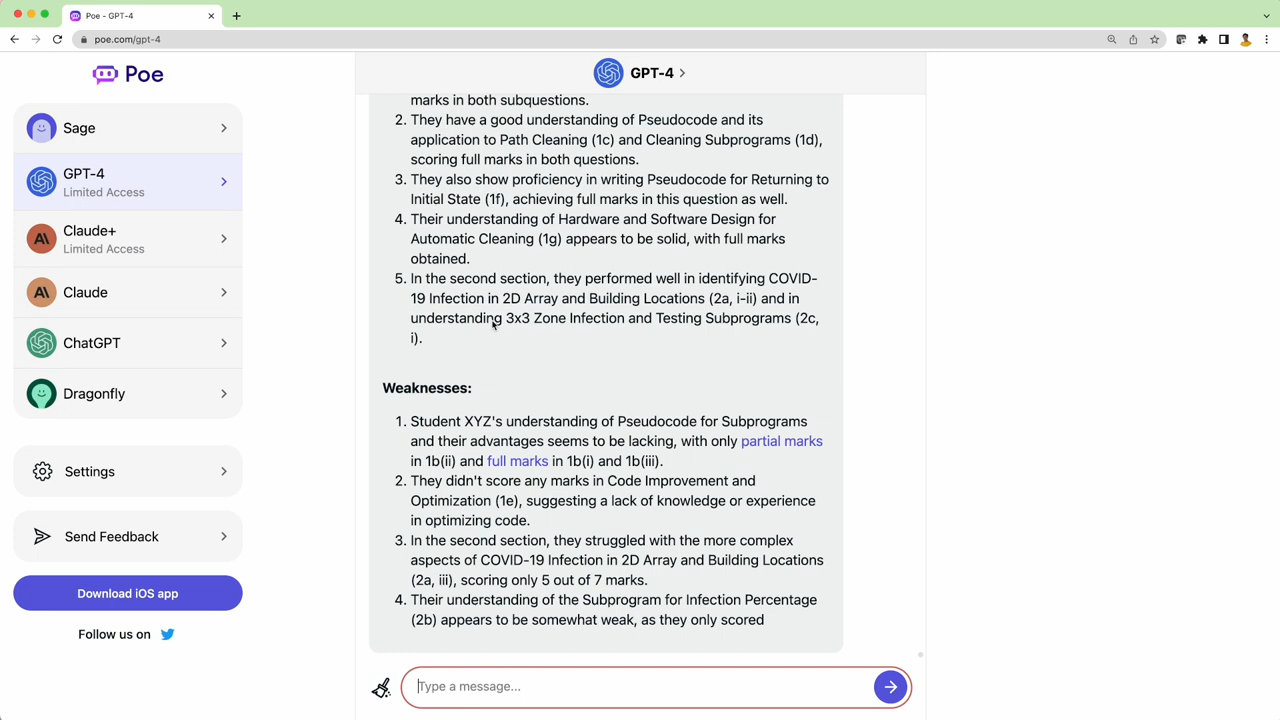 Poe - GPT-4
poe.com/gpt-4
Poe
Sage
GPT-4
Limited Access
Claude+
Limited Access
Claude
ChatGPT
Dragonfly
Settings
Send Feedback
Download iOS app
Follow us on
GPT-4
marks in both subquestions.
2. They have a good understanding of Pseudocode and its
application to Path Cleaning (1c) and Cleaning Subprograms (1d),
scoring full marks in both questions.
3. They also show proficiency in writing Pseudocode for Returning to
Initial State (1f), achieving full marks in this question as well.
4. Their understanding of Hardware and Software Design for
Automatic Cleaning (1g) appears to be solid, with full marks
obtained.
5. In the second section, they performed well in identifying COVID-
19 Infection in 2D Array and Building Locations (2a, i-ii) and in
understanding 3x3 Zone Infection and Testing Subprograms (2c,
i).
Weaknesses:
1. Student XYZ's understanding of Pseudocode for Subprograms
and their advantages seems to be lacking, with only partial marks
in 1b(ii) and full marks in 1b(i) and 1b(iii).
2. They didn't score any marks in Code Improvement and
Optimization (1e), suggesting a lack of knowledge or experience
in optimizing code.
3. In the second section, they struggled with the more complex
aspects of COVID-19 Infection in 2D Array and Building Locations
(2a, iii), scoring only 5 out of 7 marks.
4. Their understanding of the Subprogram for Infection Percentage
(2b) appears to be somewhat weak, as they only scored
Type a message...